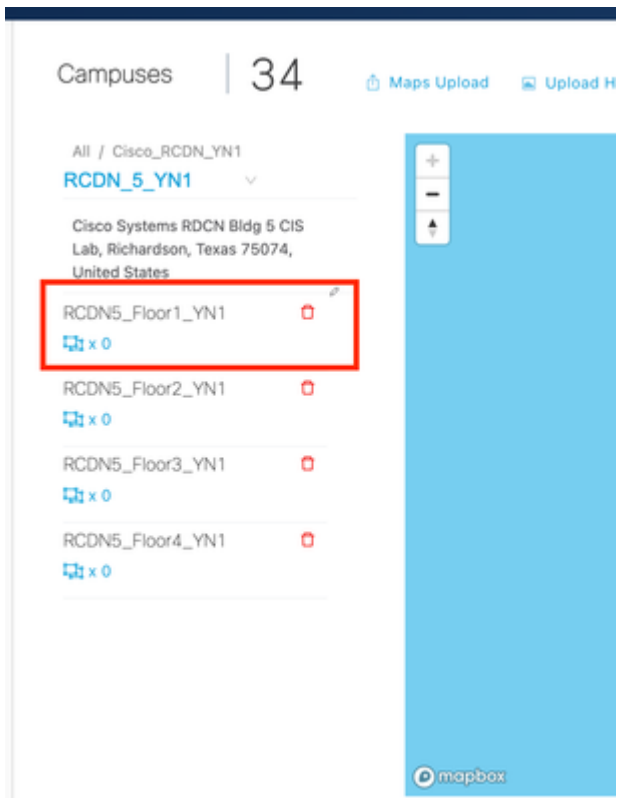 Campuses
34
Maps Upload
Upload H
All / Cisco_RCDN_YN1
RCDN_5_YN1
Cisco Systems RDCN Bldg 5 CIS
Lab, Richardson, Texas 75074,
United States
RCDN5_Floor1_YN1
x 0
RCDN5_Floor2_YN1
x 0
RCDN5_Floor3_YN1
x 0
RCDN5_Floor4_YN1
x 0
mapbox